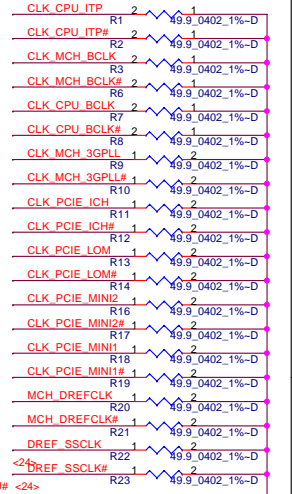 CLK_CPU_ITP 2 1
R1 49.9_0402_1%~D
CLK_CPU_ITP# 2 1
R2 49.9_0402_1%~D
CLK_MCH_BCLK 2 1
R3 49.9_0402_1%~D
CLK_MCH_BCLK# 2 1
R6 49.9_0402_1%~D
CLK_CPU_BCLK 2 1
R7 49.9_0402_1%~D
CLK_CPU_BCLK# 2 1
R8 49.9_0402_1%~D
CLK_MCH_3GPLL 1 2
R9 49.9_0402_1%~D
CLK_MCH_3GPLL# 1 2
R10 49.9_0402_1%~D
CLK_PCIE_ICH 1 2
R11 49.9_0402_1%~D
CLK_PCIE_ICH# 1 2
R12 49.9_0402_1%~D
CLK_PCIE_LOM 1 2
R13 49.9_0402_1%~D
CLK_PCIE_LOM# 1 2
R14 49.9_0402_1%~D
CLK_PCIE_MINI2 1 2
R16 49.9_0402_1%~D
CLK_PCIE_MINI2# 1 2
R17 49.9_0402_1%~D
CLK_PCIE_MINI1 1 2
R18 49.9_0402_1%~D
CLK_PCIE_MINI1# 1 2
R19 49.9_0402_1%~D
MCH_DREFCLK 1 2
R20 49.9_0402_1%~D
MCH_DREFCLK# 1 2
R21 49.9_0402_1%~D
DREF_SSCLK 1 2
R22 49.9_0402_1%~D
<24>
DREF_SSCLK# 1 2
R23 49.9_0402_1%~D
# <24>